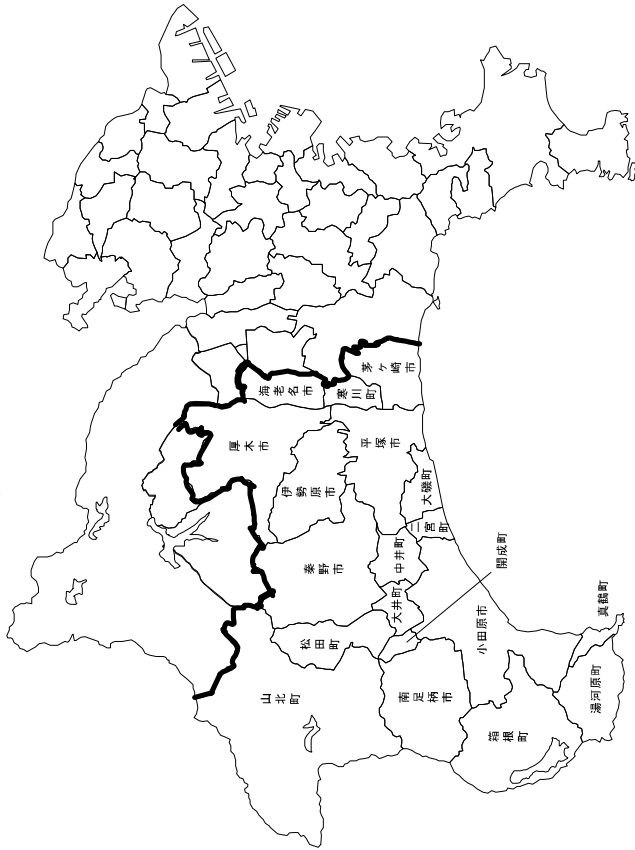 海老名市
寒川町
茅ヶ崎市
厚木市
平塚市
伊勢原市
大磯町
二宮町
秦野市
中井町
開成町
大井町
松田町
小田原市
真鶴町
山北町
南足柄市
湯河原町
箱根町